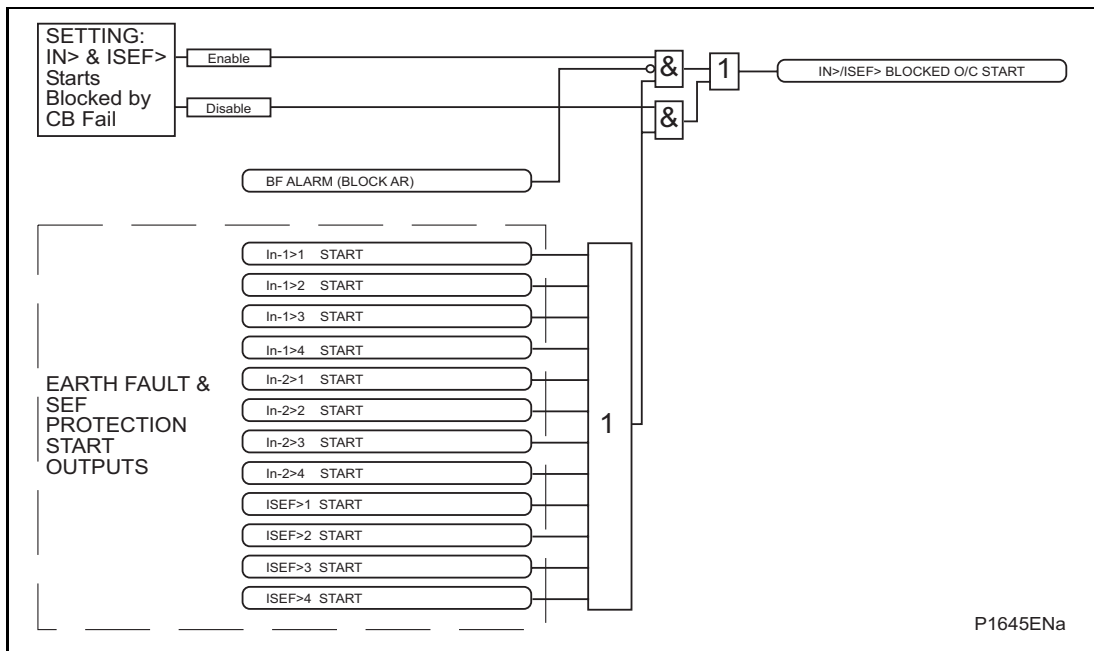 SETTING:
IN> & ISEF>
Starts
Blocked by
CB Fail
Enable
Disable
&
1
&
IN>/ISEF> BLOCKED O/C START
BF ALARM (BLOCK AR)
In-1>1 START
In-1>2 START
In-1>3 START
In-1>4 START
In-2>1 START
In-2>2 START
In-2>3 START
In-2>4 START
ISEF>1 START
ISEF>2 START
ISEF>3 START
ISEF>4 START
EARTH FAULT &
SEF
PROTECTION
START
OUTPUTS
1
P1645ENa